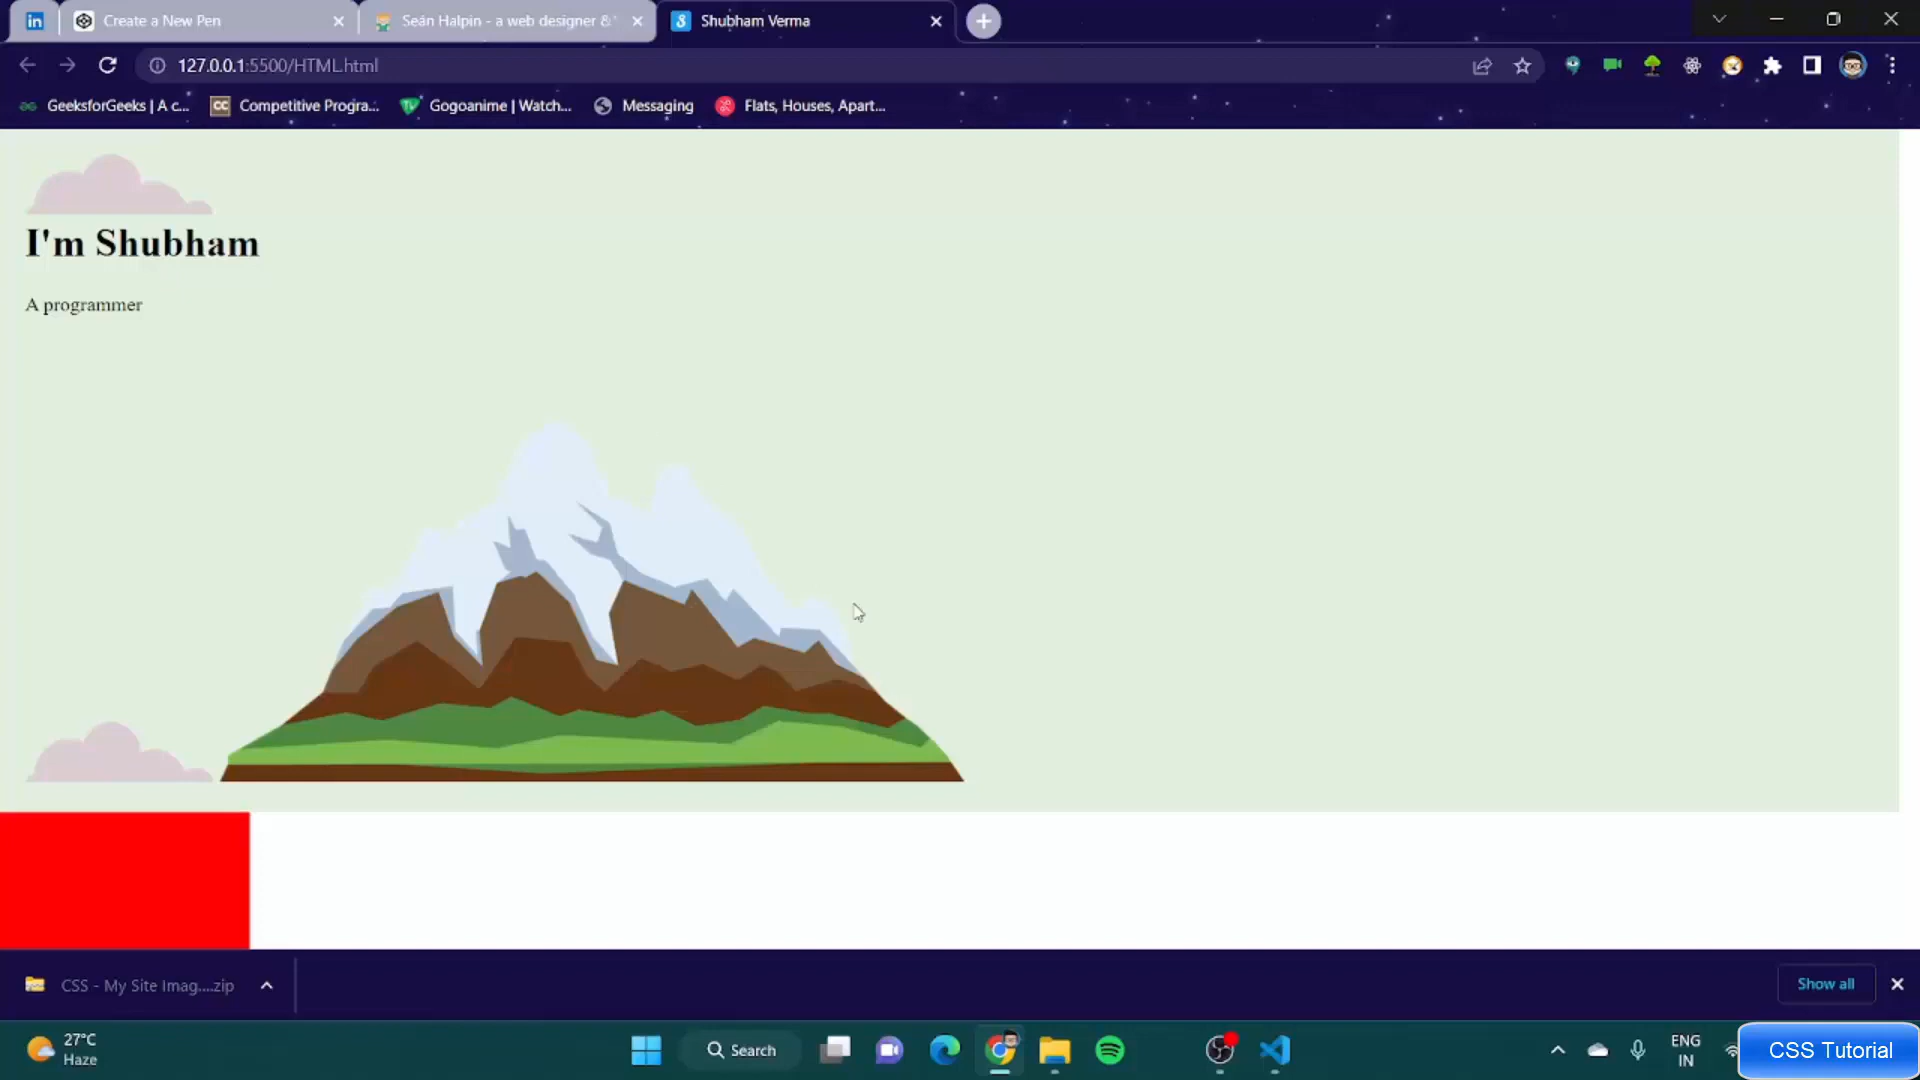 in
Create a New Pen
Seán Halpin - a web designer &
Shubham Verma
127.0.0.1:5500/HTML.html
GeeksforGeeks | A c...
CC
Competitive Progra...
Gogoanime | Watch...
Messaging
Flats, Houses, Apart...
I'm Shubham
A programmer
CSS - My Site Imag....zip
Show all
27°C
Haze
Search
ENG
IN
CSS Tutorial